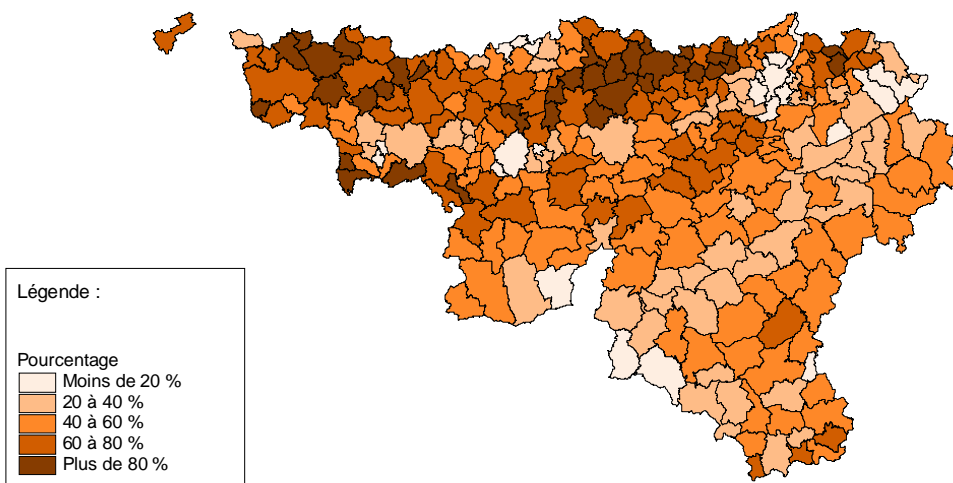 Légende :
Pourcentage
Moins de 20 %
20 à 40 %
40 à 60 %
60 à 80 %
Plus de 80 %